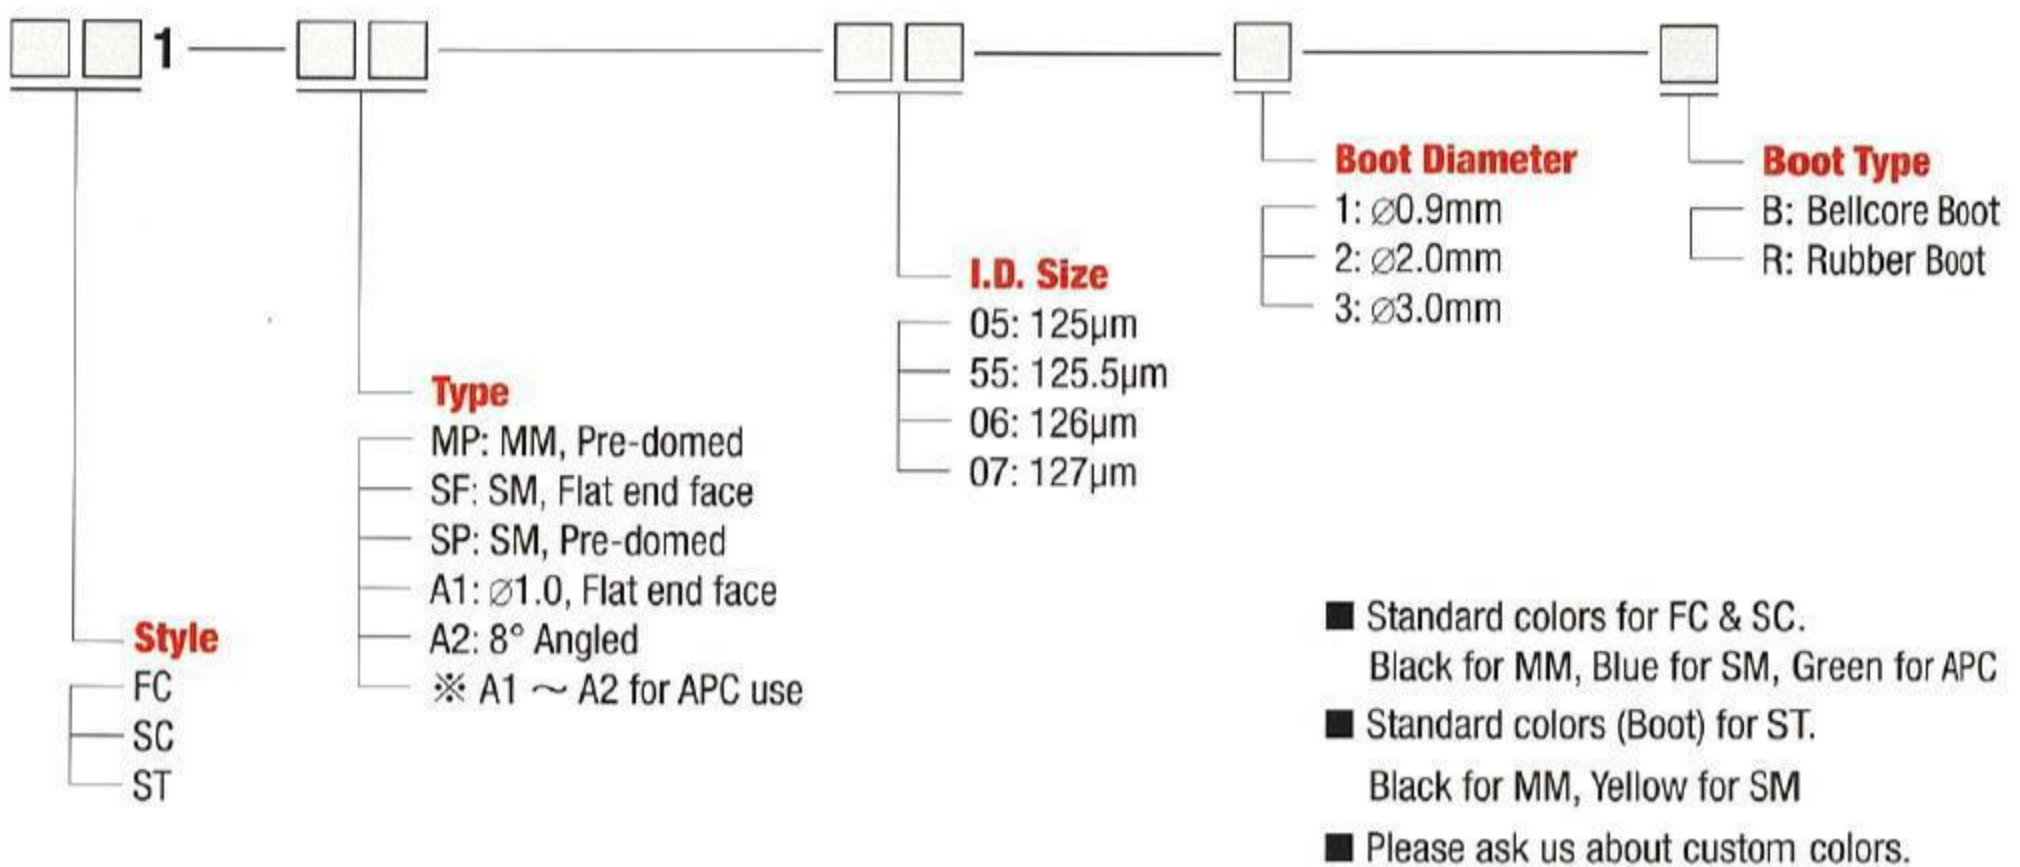 1
Style
FC
SC
ST
Type
MP: MM, Pre-domed
SF: SM, Flat end face
SP: SM, Pre-domed
A1: ⌀1.0, Flat end face
A2: 8° Angled
※ A1 ～ A2 for APC use
I.D. Size
05: 125µm
55: 125.5µm
06: 126µm
07: 127µm
Boot Diameter
1: ⌀0.9mm
2: ⌀2.0mm
3: ⌀3.0mm
Boot Type
B: Bellcore Boot
R: Rubber Boot
■ Standard colors for FC & SC.
Black for MM, Blue for SM, Green for APC
■ Standard colors (Boot) for ST.
Black for MM, Yellow for SM
■ Please ask us about custom colors.